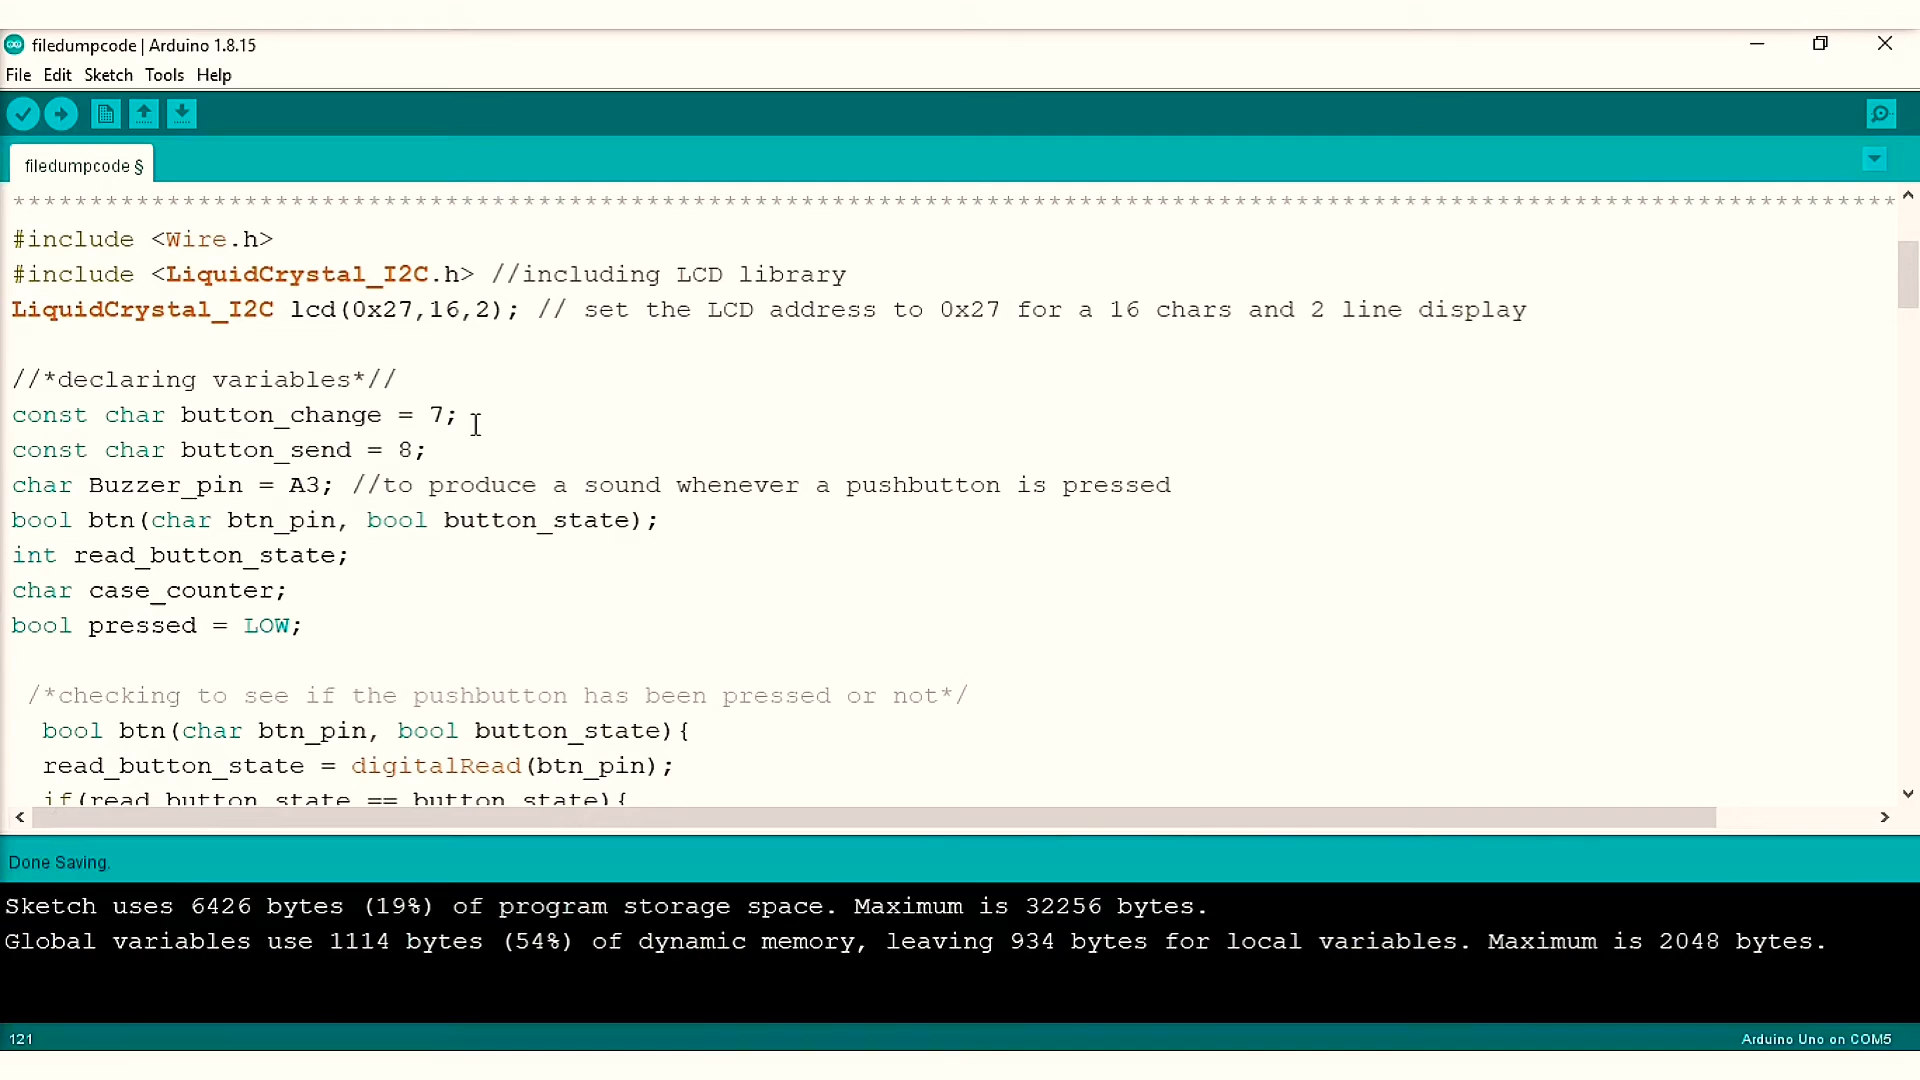 filedumpcode | Arduino 1.8.15
File Edit Sketch Tools Help
filedumpcode §
*************************************************************************************************************************
#include <Wire.h>
#include <LiquidCrystal_I2C.h> //including LCD library
LiquidCrystal_I2C lcd(0x27,16,2); // set the LCD address to 0x27 for a 16 chars and 2 line display
//*declaring variables*//
const char button_change = 7;
const char button_send = 8;
char Buzzer_pin = A3; //to produce a sound whenever a pushbutton is pressed
bool btn(char btn_pin, bool button_state);
int read_button_state;
char case_counter;
bool pressed = LOW;
/*checking to see if the pushbutton has been pressed or not*/
bool btn(char btn_pin, bool button_state){
read_button_state = digitalRead(btn_pin);
if(read_button_state == button_state){
Done Saving.
Sketch uses 6426 bytes (19%) of program storage space. Maximum is 32256 bytes.
Global variables use 1114 bytes (54%) of dynamic memory, leaving 934 bytes for local variables. Maximum is 2048 bytes.
121
Arduino Uno on COM5